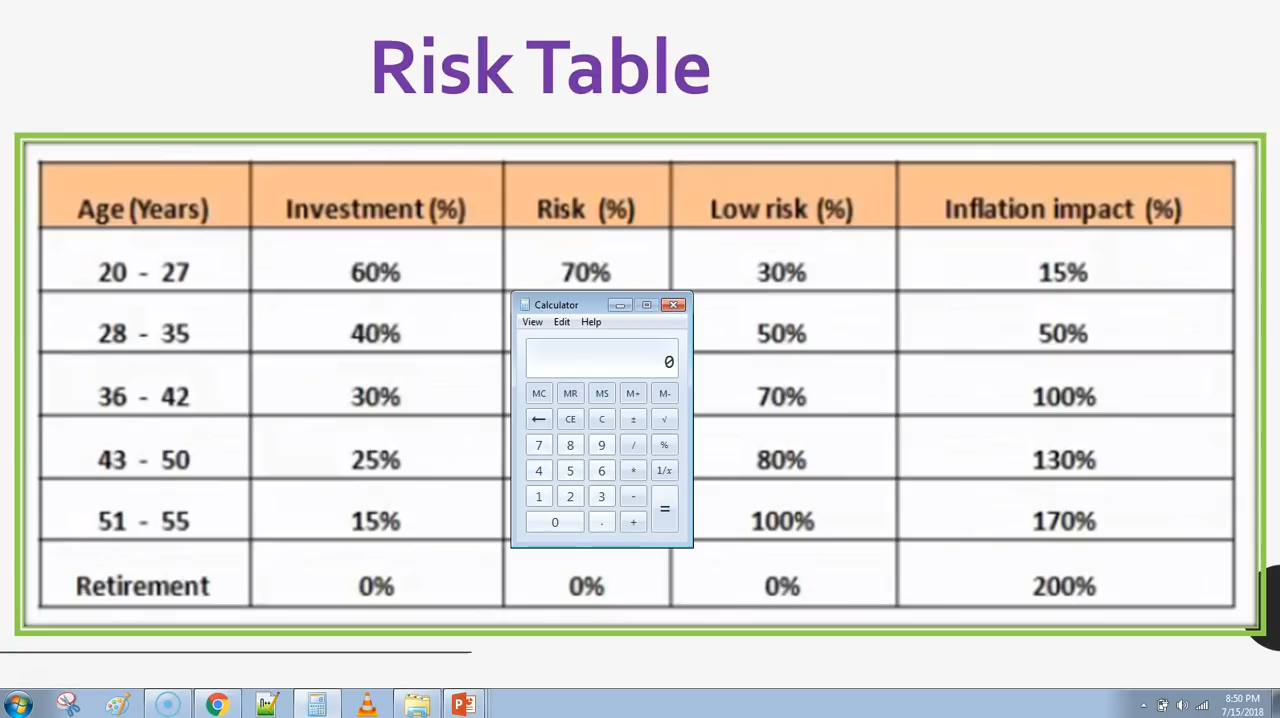 Risk Table
Age (Years) Investment (%) Risk (%) Low risk (%) Inflation impact (%)
20 - 27 60% 70% 30% 15%
Calculator
View Edit Help
28 - 35 40% 50% 50%
0
MC MR MS M+ M-
36 - 42 30% 70% 100%
← CE C ± √
7 8 9 / %
43 - 50 25% 80% 130%
4 5 6 * 1/x
1 2 3 - =
51 - 55 15% 100% 170%
0 . +
Retirement 0% 0% 0% 200%
8:50 PM
7/15/2018